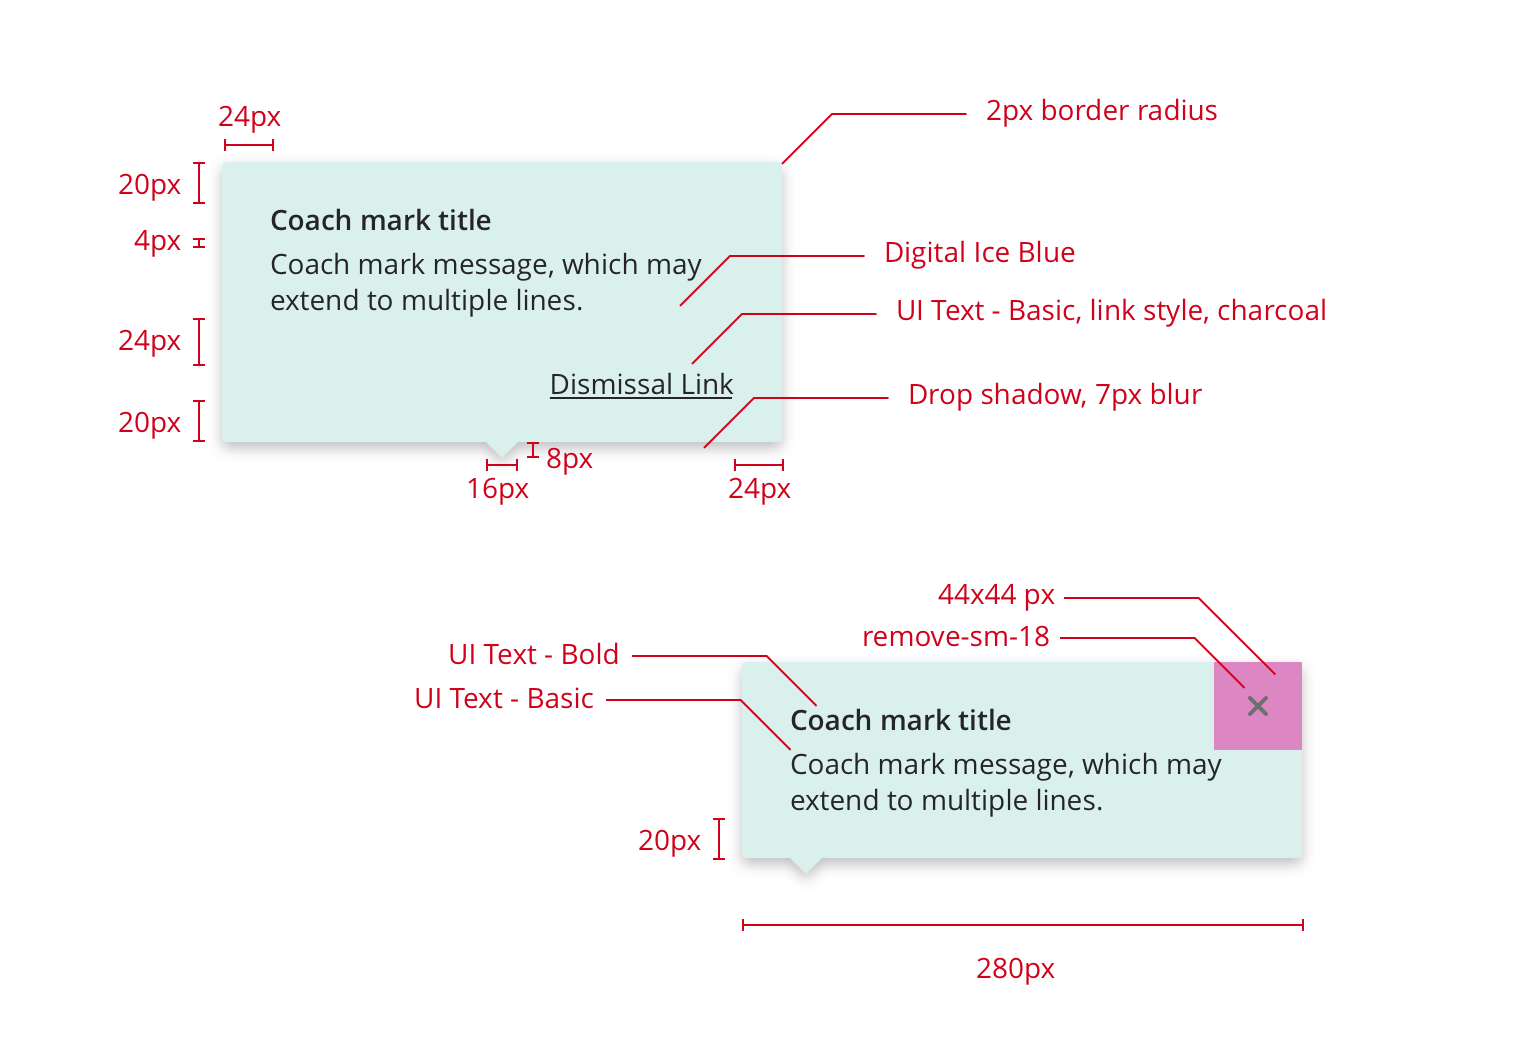 24px
2px border radius
20px
Coach mark title
4px
Coach mark message, which may
extend to multiple lines.
Digital Ice Blue
UI Text - Basic, link style, charcoal
24px
Dismissal Link
Drop shadow, 7px blur
20px
8px
16px
24px
44x44 px
remove-sm-18
UI Text - Bold
UI Text - Basic
Coach mark title
Coach mark message, which may
extend to multiple lines.
20px
280px